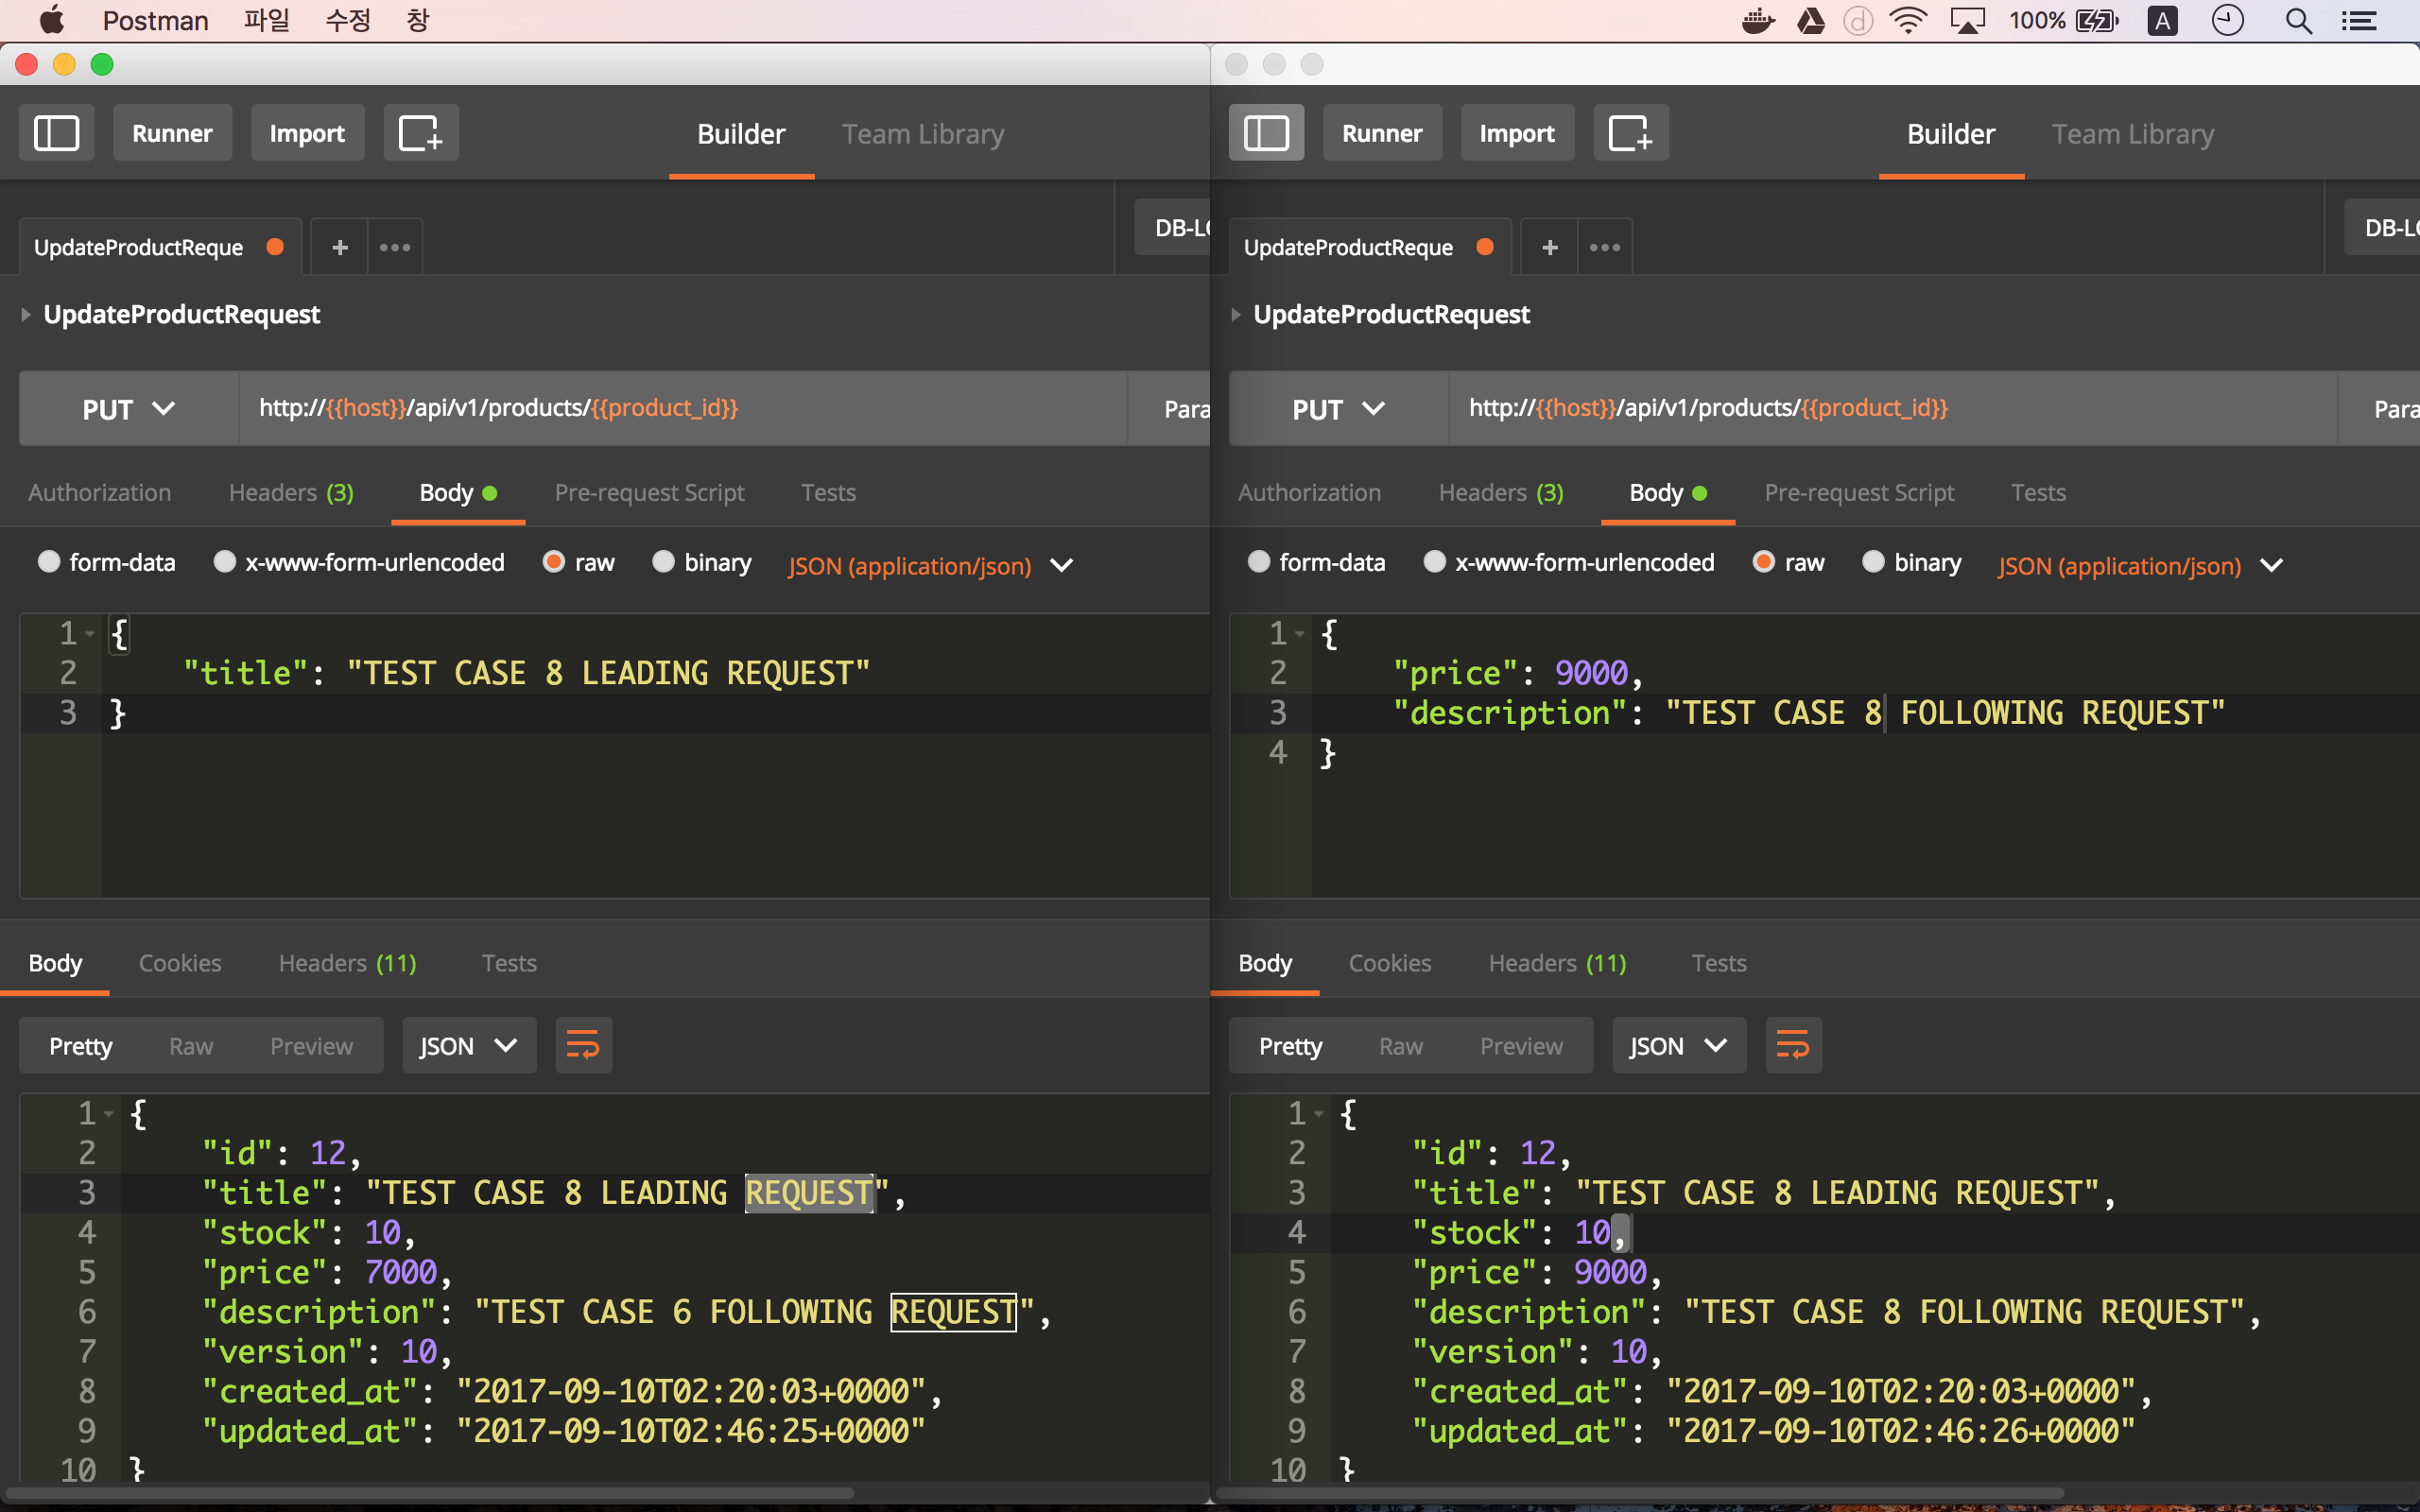 Postman 파일 수정 창 100% A
Runner Import Builder Team Library
UpdateProductReque + •••
UpdateProductRequest
PUT http://{{host}}/api/v1/products/{{product_id}}
Authorization Headers (3) Body Pre-request Script Tests
form-data x-www-form-urlencoded raw binary JSON (application/json)
1 {
2 "title": "TEST CASE 8 LEADING REQUEST"
3 }
Body Cookies Headers (11) Tests
Pretty Raw Preview JSON
1 {
2 "id": 12,
3 "title": "TEST CASE 8 LEADING REQUEST",
4 "stock": 10,
5 "price": 7000,
6 "description": "TEST CASE 6 FOLLOWING REQUEST",
7 "version": 10,
8 "created_at": "2017-09-10T02:20:03+0000",
9 "updated_at": "2017-09-10T02:46:25+0000"
10 }
Runner Import Builder Team Library
UpdateProductReque + •••
UpdateProductRequest
PUT http://{{host}}/api/v1/products/{{product_id}}
Authorization Headers (3) Body Pre-request Script Tests
form-data x-www-form-urlencoded raw binary JSON (application/json)
1 {
2 "price": 9000,
3 "description": "TEST CASE 8 FOLLOWING REQUEST"
4 }
Body Cookies Headers (11) Tests
Pretty Raw Preview JSON
1 {
2 "id": 12,
3 "title": "TEST CASE 8 LEADING REQUEST",
4 "stock": 10,
5 "price": 9000,
6 "description": "TEST CASE 8 FOLLOWING REQUEST",
7 "version": 10,
8 "created_at": "2017-09-10T02:20:03+0000",
9 "updated_at": "2017-09-10T02:46:26+0000"
10 }